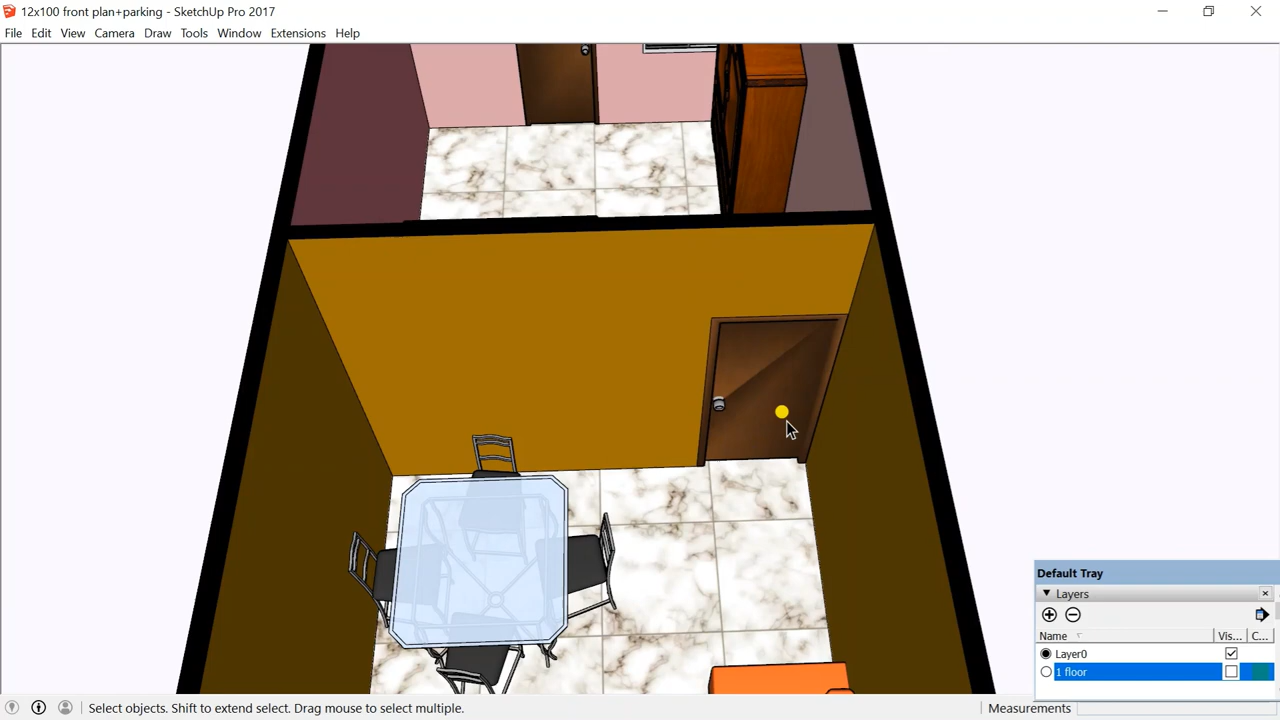 12x100 front plan+parking - SketchUp Pro 2017
File Edit View Camera Draw Tools Window Extensions Help
Default Tray
Layers
Name Vis... C...
Layer0
1 floor
Select objects. Shift to extend select. Drag mouse to select multiple. Measurements